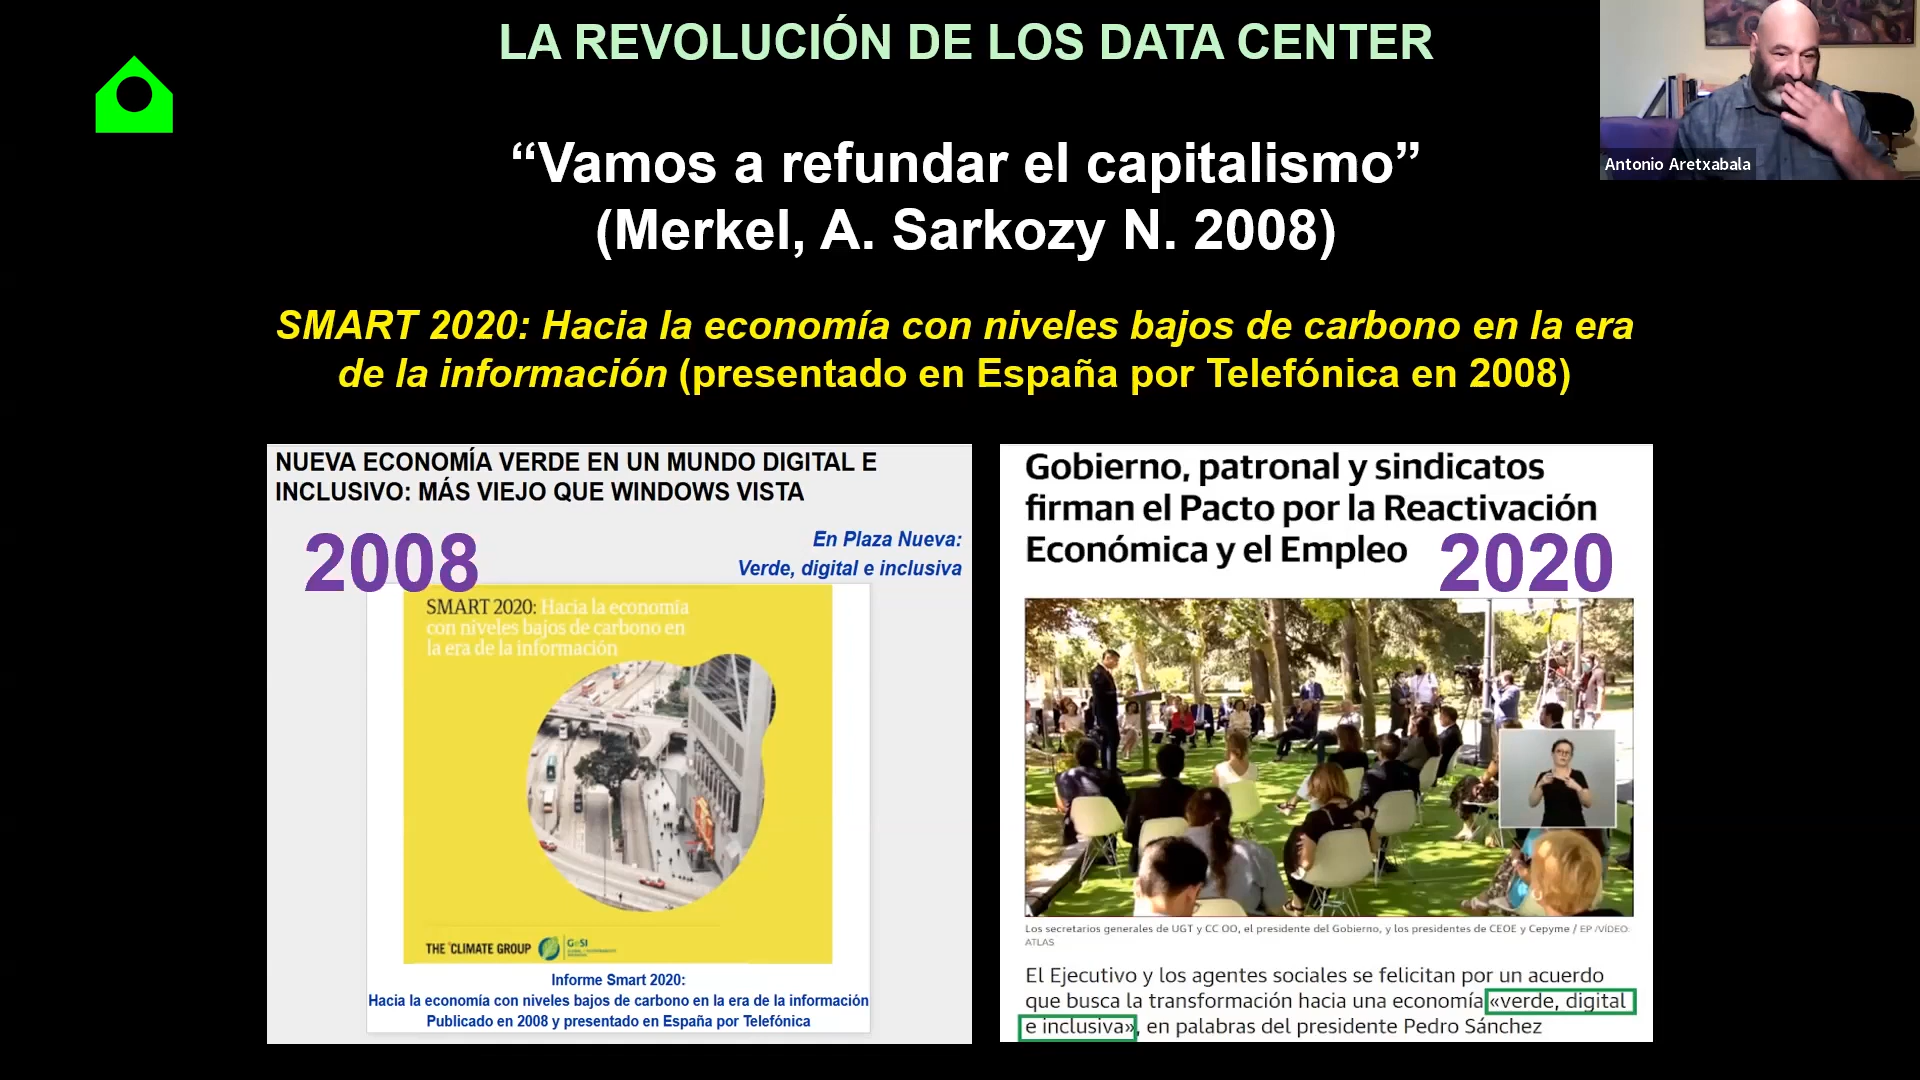 LA REVOLUCIÓN DE LOS DATA CENTER
“Vamos a refundar el capitalismo”
(Merkel, A. Sarkozy N. 2008)
Antonio Aretxabala
SMART 2020: Hacia la economía con niveles bajos de carbono en la era
de la información (presentado en España por Telefónica en 2008)
NUEVA ECONOMÍA VERDE EN UN MUNDO DIGITAL E
INCLUSIVO: MÁS VIEJO QUE WINDOWS VISTA
2008
En Plaza Nueva:
Verde, digital e inclusiva
SMART 2020: Hacia la economía
con niveles bajos de carbono en
la era de la información
THE °CLIMATE GROUP
GeSI
Informe Smart 2020:
Hacia la economía con niveles bajos de carbono en la era de la información
Publicado en 2008 y presentado en España por Telefónica
Gobierno, patronal y sindicatos
firman el Pacto por la Reactivación
Económica y el Empleo
2020
Los secretarios generales de UGT y CC OO, el presidente del Gobierno, y los presidentes de CEOE y Cepyme / EP /VÍDEO:
ATLAS
El Ejecutivo y los agentes sociales se felicitan por un acuerdo
que busca la transformación hacia una economía «verde, digital
e inclusiva», en palabras del presidente Pedro Sánchez